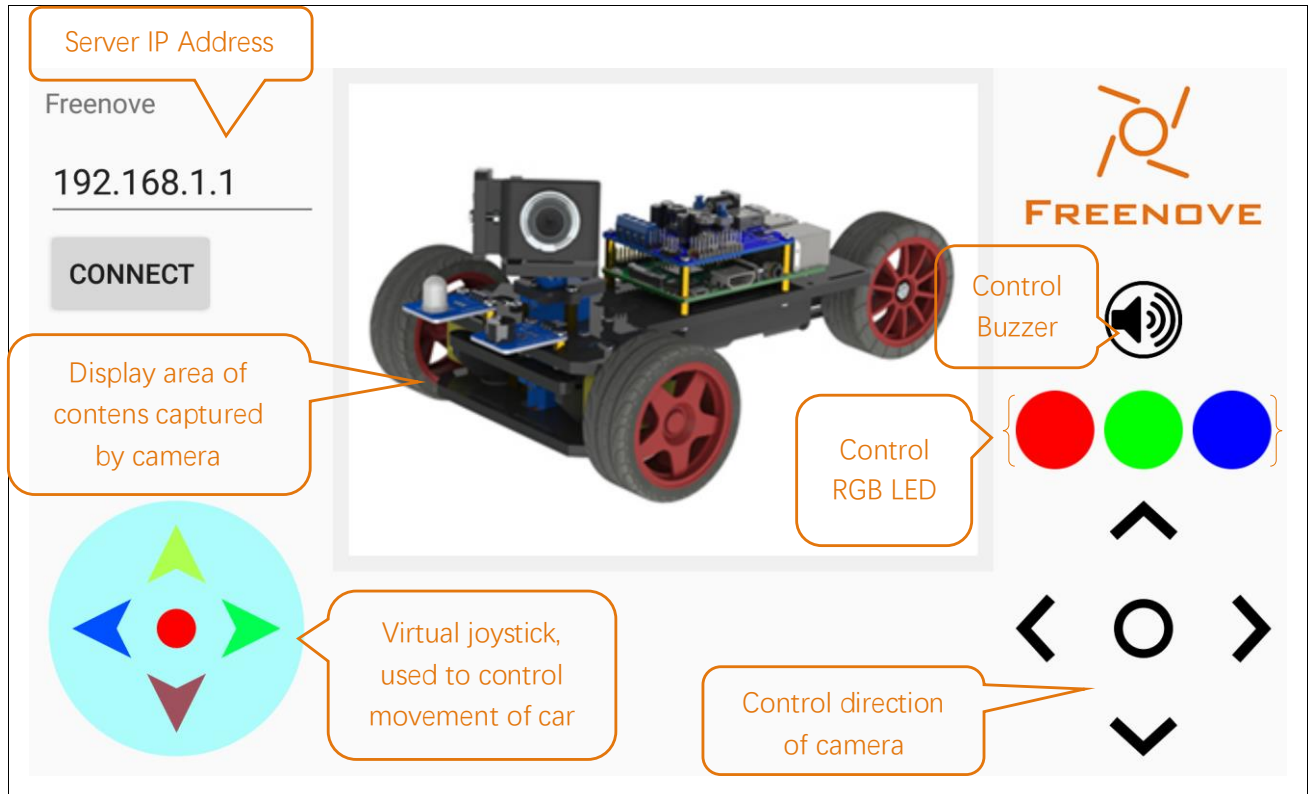 Server IP Address
Freenove
192.168.1.1
CONNECT
FREENOVE
Control
Buzzer
Display area of
contens captured
by camera
Control
RGB LED
Virtual joystick,
used to control
movement of car
Control direction
of camera